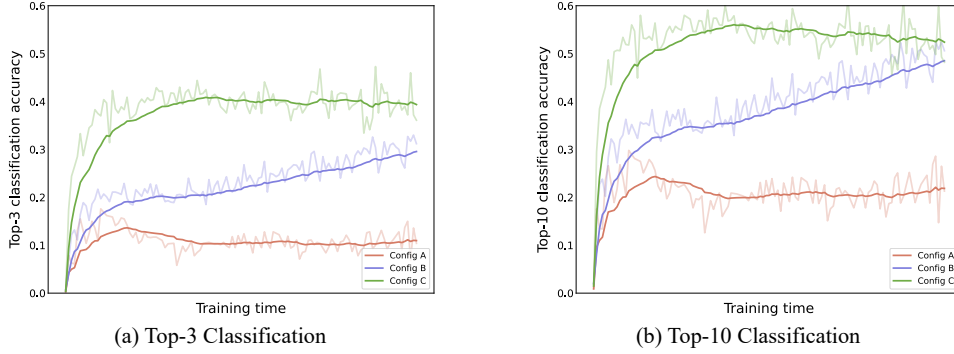 Top-3 classification accuracy
0.6
0.5
0.4
0.3
0.2
0.1
0.0
Config A
Config B
Config C
Training time
(a) Top-3 Classification
Top-10 classification accuracy
0.6
0.5
0.4
0.3
0.2
0.1
0.0
Config A
Config B
Config C
Training time
(b) Top-10 Classification